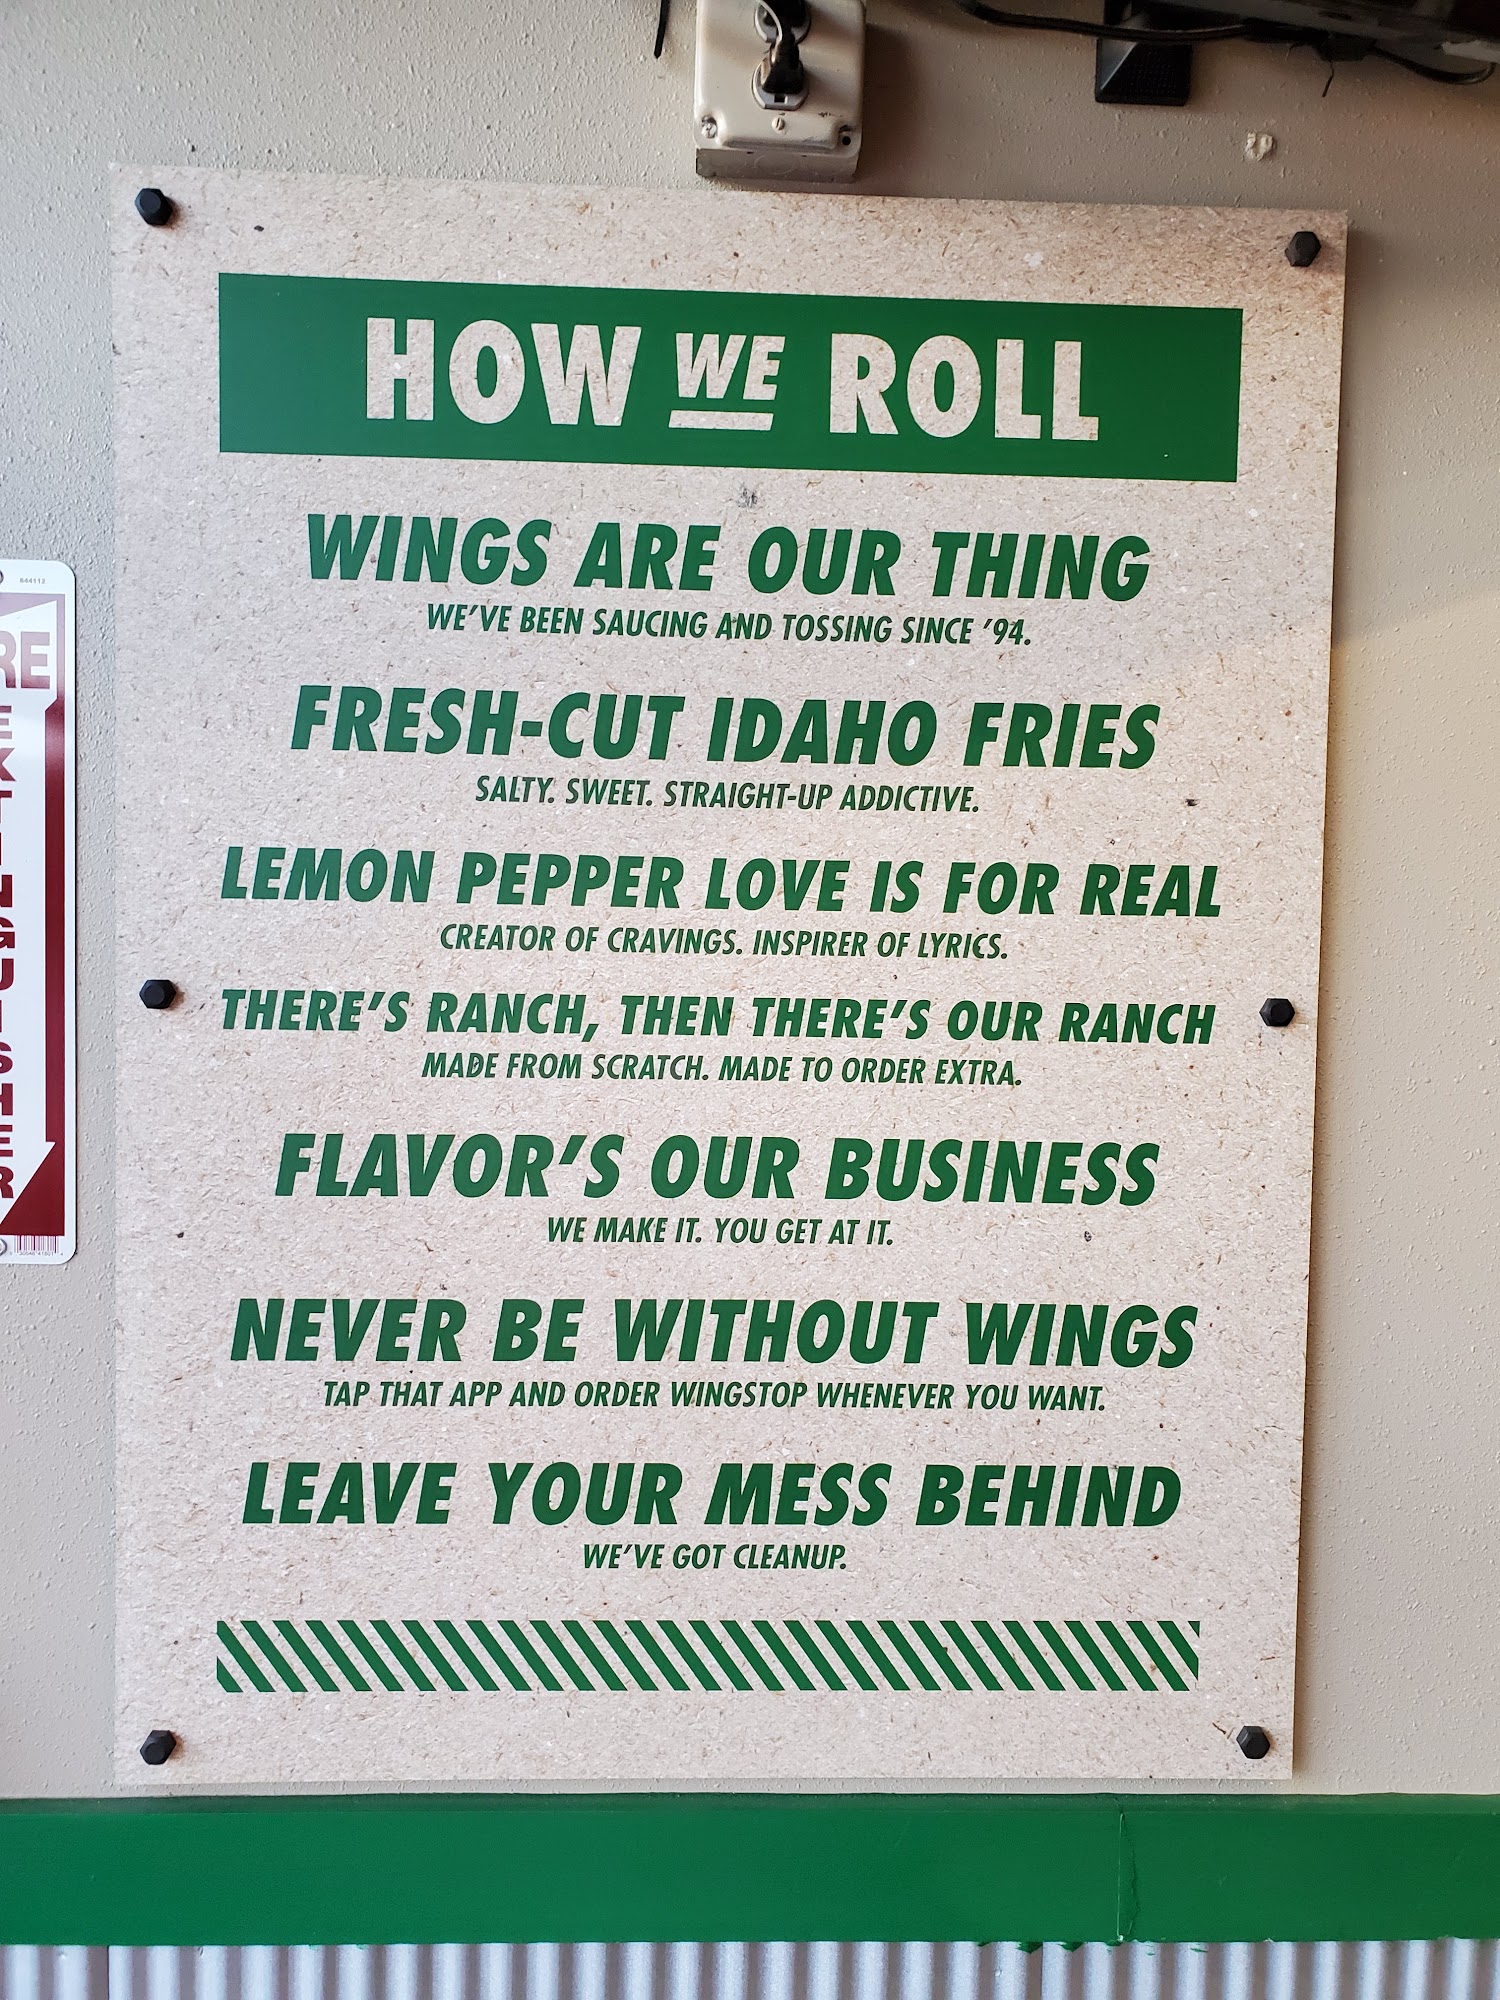 HOW WE ROLL
WINGS ARE OUR THING
WE'VE BEEN SAUCING AND TOSSING SINCE '94.
FRESH-CUT IDAHO FRIES
SALTY. SWEET. STRAIGHT-UP ADDICTIVE.
LEMON PEPPER LOVE IS FOR REAL
CREATOR OF CRAVINGS. INSPIRER OF LYRICS.
THERE'S RANCH, THEN THERE'S OUR RANCH
MADE FROM SCRATCH. MADE TO ORDER EXTRA.
FLAVOR'S OUR BUSINESS
WE MAKE IT. YOU GET AT IT.
NEVER BE WITHOUT WINGS
TAP THAT APP AND ORDER WINGSTOP WHENEVER YOU WANT.
LEAVE YOUR MESS BEHIND
WE'VE GOT CLEANUP.
644112
RE
EXTINGUISHER